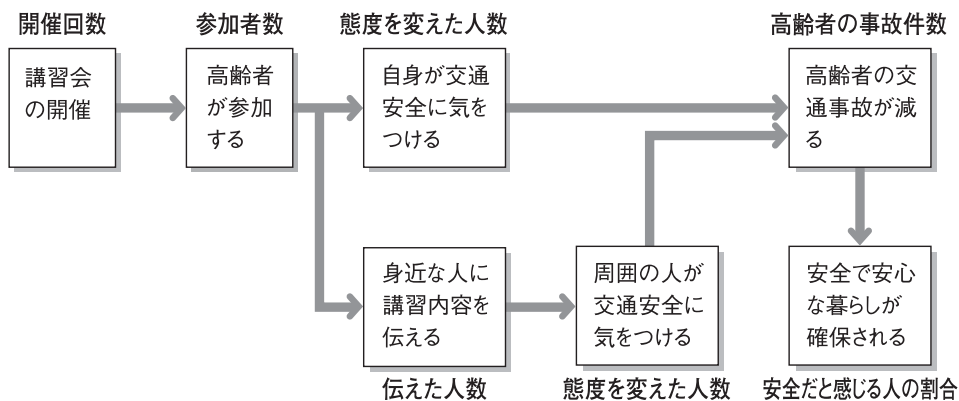 開催回数
講習会
の開催
参加者数
高齢者
が参加
する
態度を変えた人数
自身が交通
安全に気を
つける
高齢者の事故件数
高齢者の交
通事故が減
る
身近な人に
講習内容を
伝える
伝えた人数
周囲の人が
交通安全に
気をつける
態度を変えた人数
安全で安心
な暮らしが
確保される
安全だと感じる人の割合